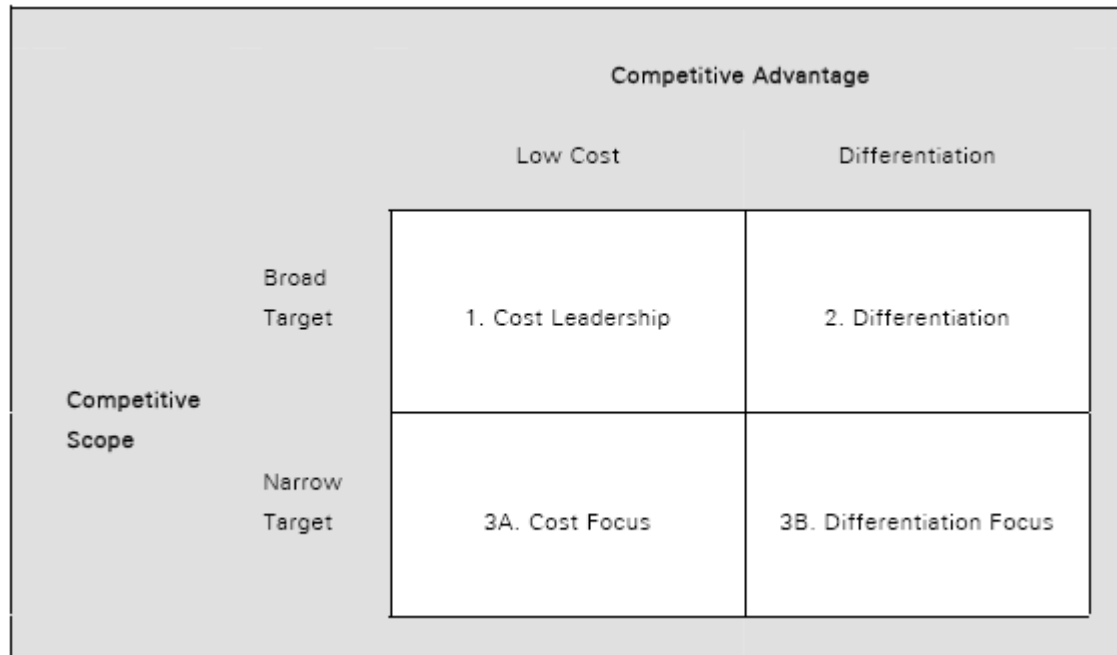 Competitive Advantage
Low Cost
Differentiation
Broad
Target
1. Cost Leadership
2. Differentiation
Competitive
Scope
Narrow
Target
3A. Cost Focus
3B. Differentiation Focus